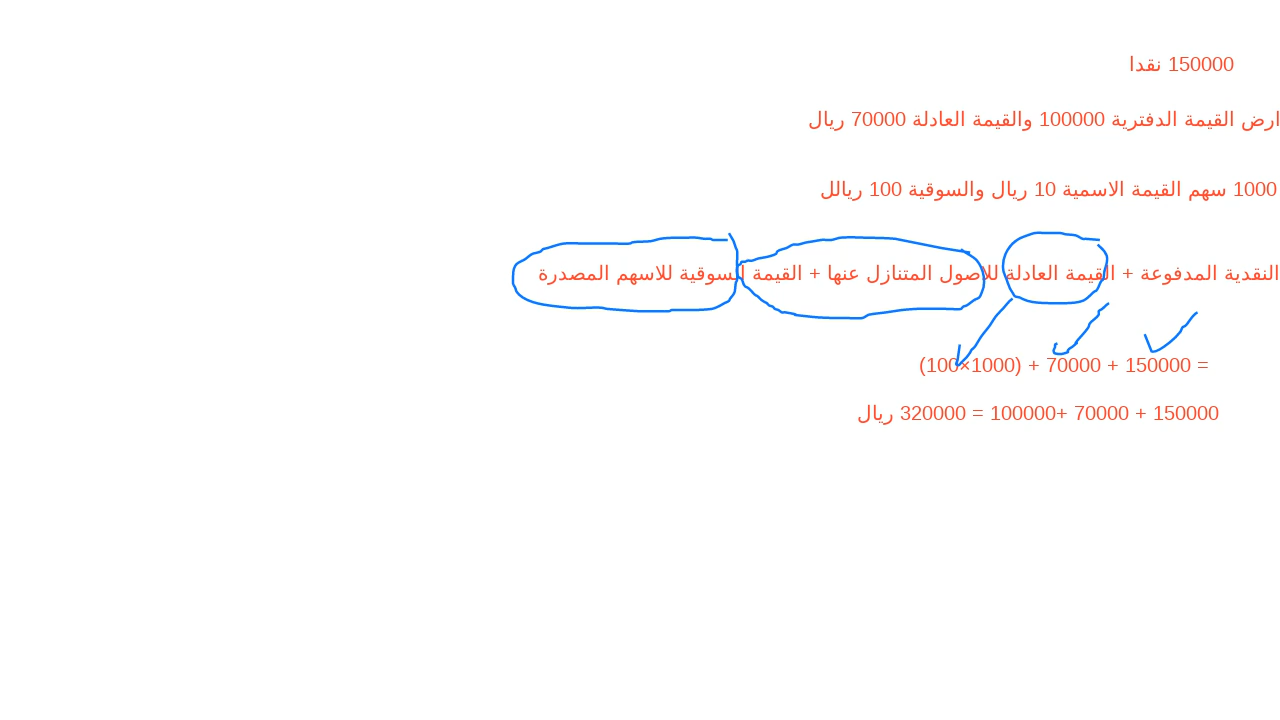 150000 نقدا
ارض القيمة الدفترية 100000 والقيمة العادلة 70000 ريال
1000 سهم القيمة الاسمية 10 ريال والسوقية 100 ريالل
النقدية المدفوعة + القيمة العادلة للاصول المتنازل عنها + القيمة السوقية للاسهم المصدرة
= 150000 + 70000 + (1000×100)
150000 + 70000 +100000 = 320000 ريال